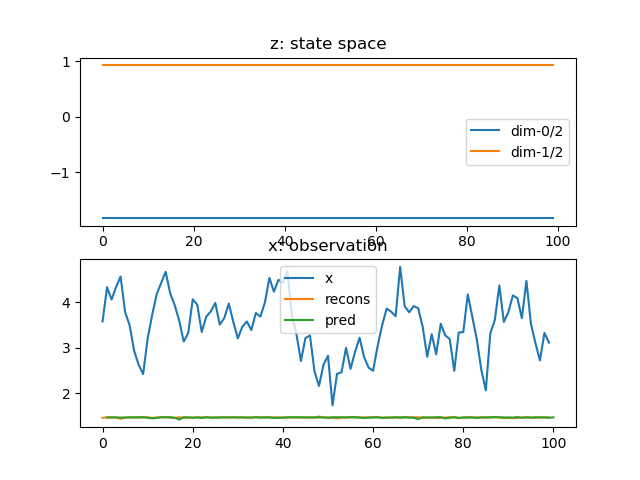 z: state space
1
0
−1
dim-0/2
dim-1/2
0 20 40 60 80 100
x: observation
4
3
2
x
recons
pred
0 20 40 60 80 100